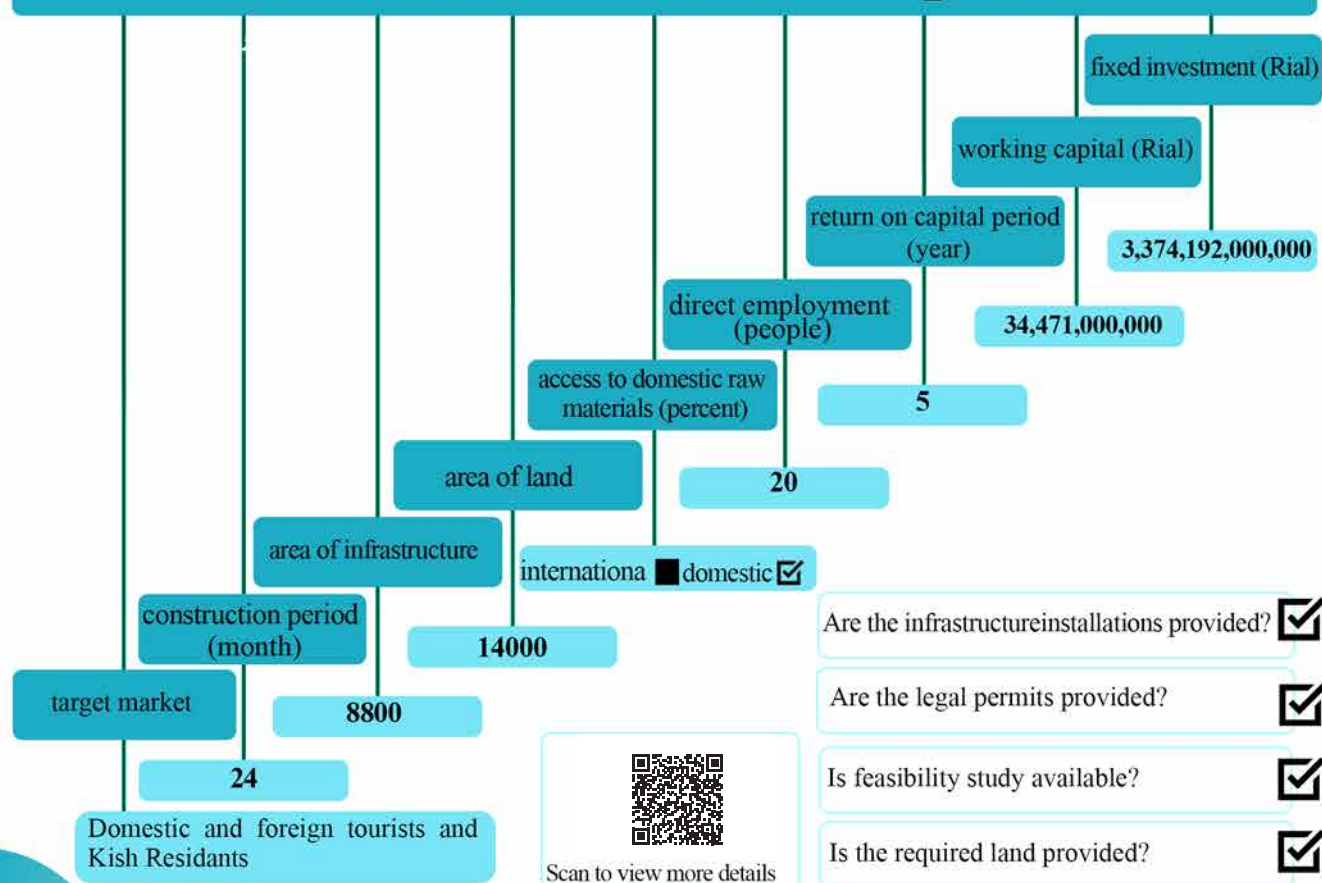 fixed investment (Rial)
3,374,192,000,000
working capital (Rial)
34,471,000,000
return on capital period
(year)
5
direct employment
(people)
20
access to domestic raw
materials (percent)
internationa domestic
area of land
14000
area of infrastructure
8800
construction period
(month)
24
target market
Domestic and foreign tourists and
Kish Residants
Scan to view more details
Are the infrastructureinstallations provided?
Are the legal permits provided?
Is feasibility study available?
Is the required land provided?